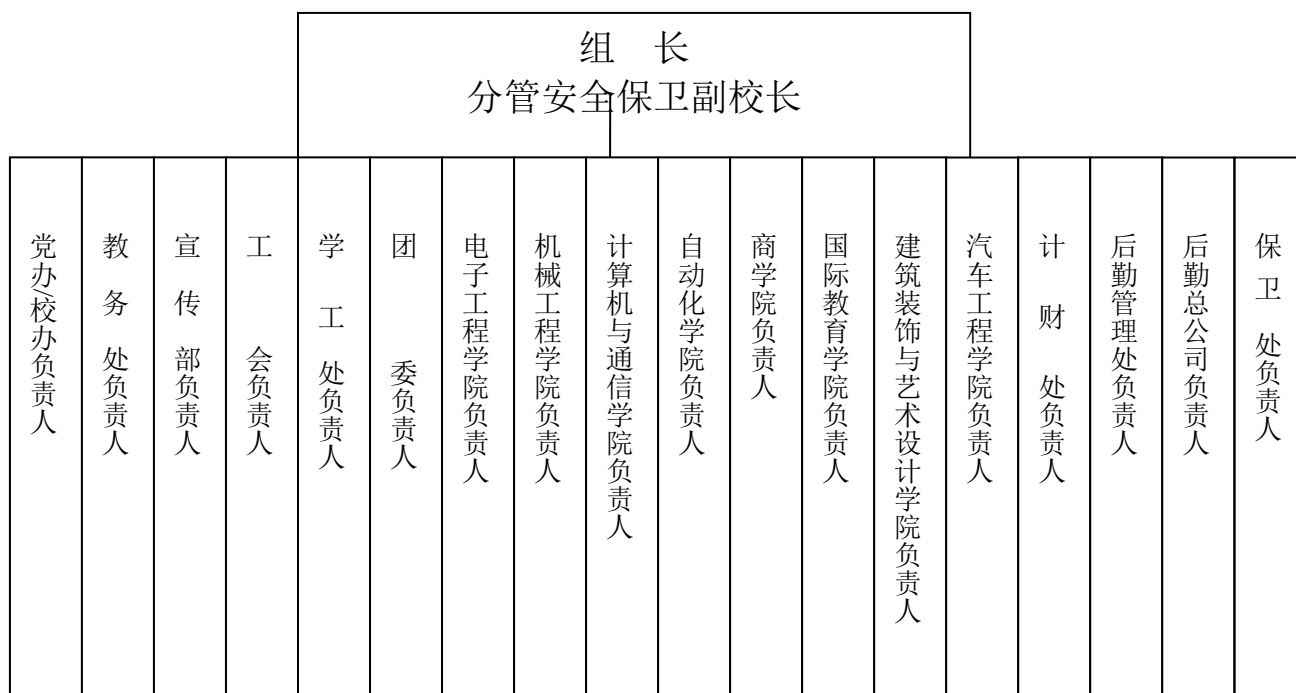 组 长
分管安全保卫副校长
党办/校办负责人
教务处负责人
宣传部负责人
工会负责人
学工处负责人
团委负责人
电子工程学院负责人
机械工程学院负责人
计算机与通信学院负责人
自动化学院负责人
商学院负责人
国际教育学院负责人
建筑装饰与艺术设计学院负责人
汽车工程学院负责人
计财处负责人
后勤管理处负责人
后勤总公司负责人
保卫处负责人